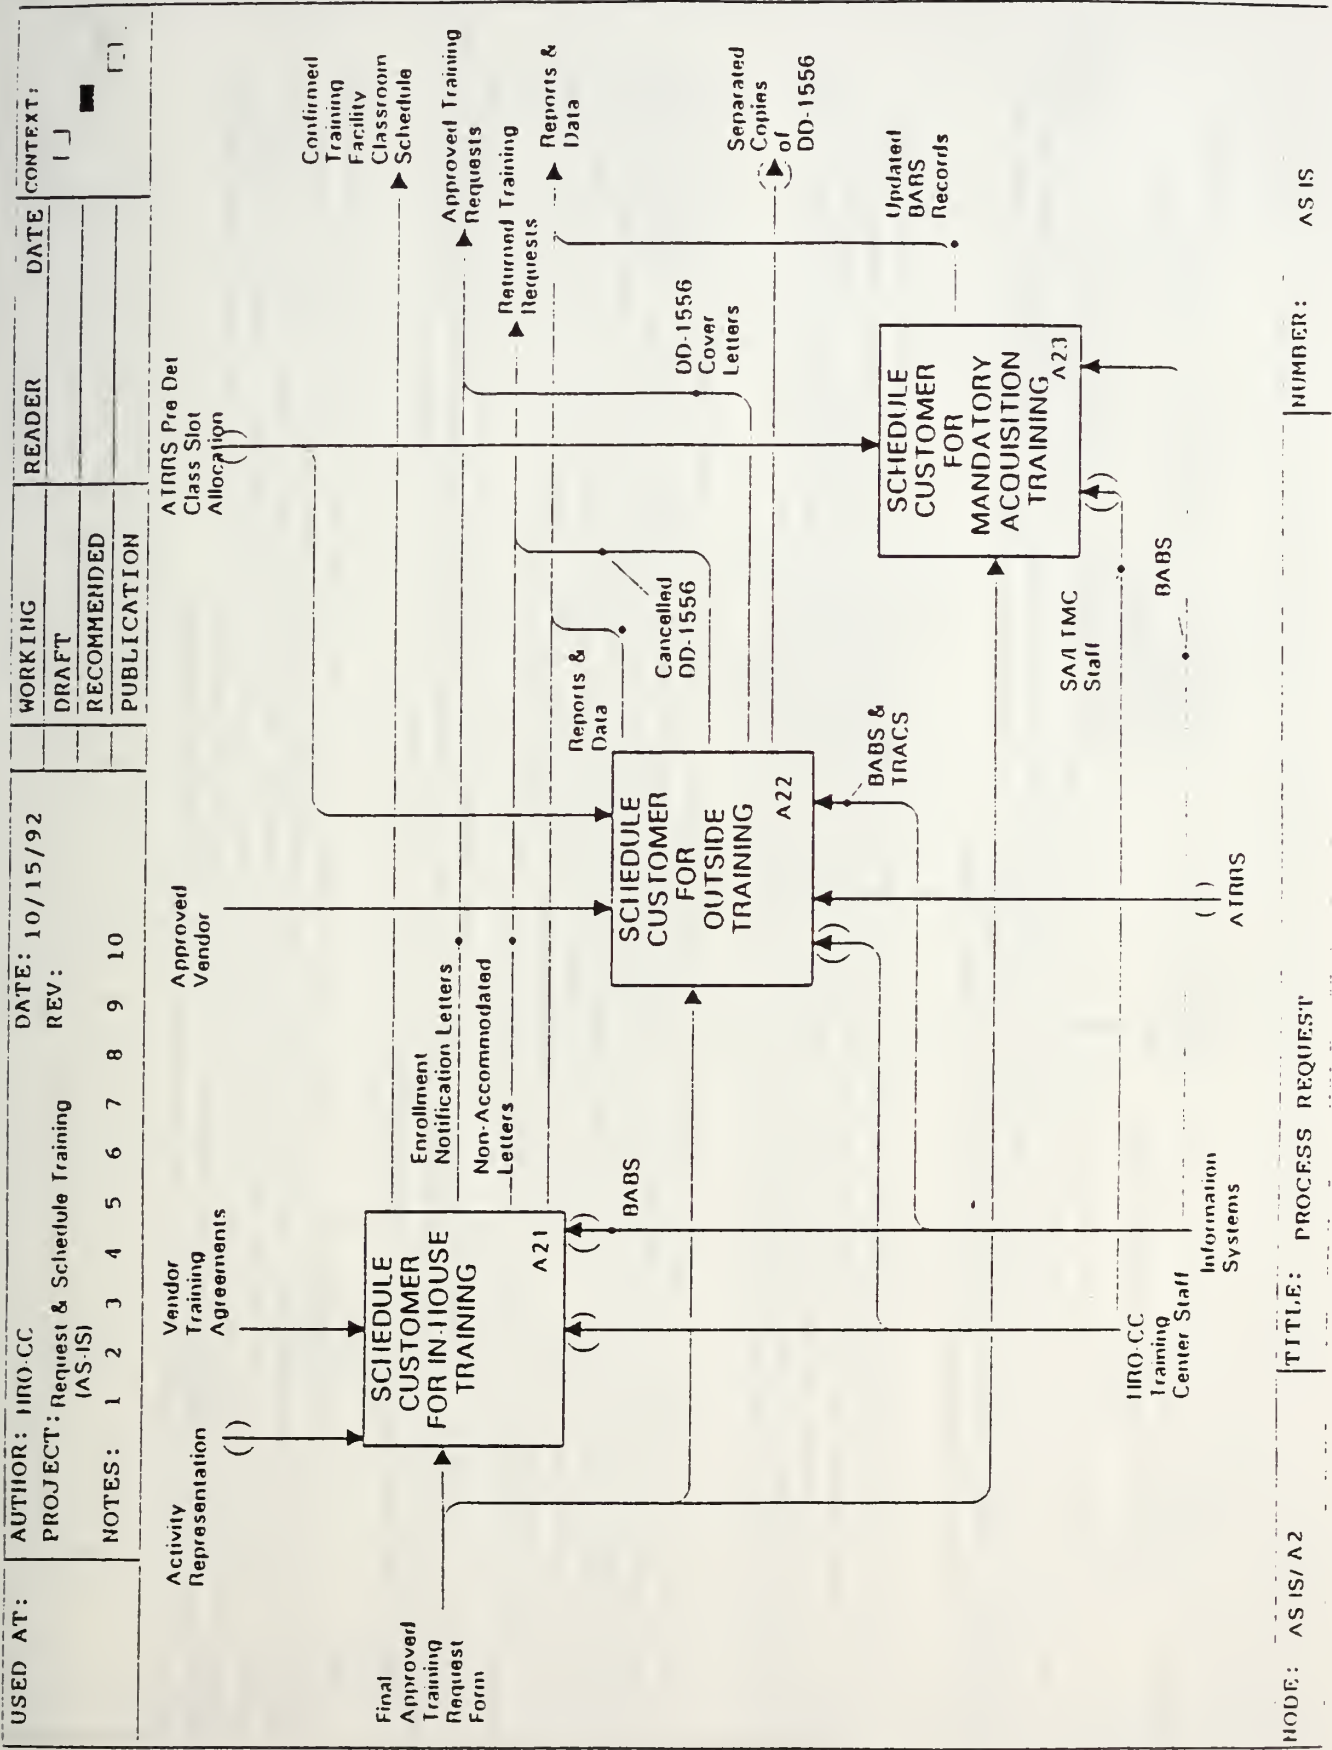 USED AT:
AUTHOR: HRO-CC
DATE: 10/15/92
PROJECT: Request & Schedule Training
(AS-IS)
REV:
NOTES: 1 2 3 4 5 6 7 8 9 10
WORKING
DRAFT
RECOMMENDED
PUBLICATION
READER
DATE
CONTEXT:
Activity
Representation
Vendor
Training
Agreements
Approved
Vendor
ATRRS Pre Det
Class Slot
Allocation
Final
Approved
Training
Request
Form
SCHEDULE
CUSTOMER
FOR IN-HOUSE
TRAINING
A21
Enrollment
Notification Letters
Non-Accommodated
Letters
BABS
Confirmed
Training
Facility
Classroom
Schedule
Approved Training
Requests
Returned Training
Requests
Reports &
Data
Reports &
Data
Cancelled
DD-1556
DD-1556
Cover
Letters
Separated
Copies
of
DD-1556
SCHEDULE
CUSTOMER
FOR
OUTSIDE
TRAINING
A22
BABS &
TRACS
Updated
BABS
Records
SCHEDULE
CUSTOMER
FOR
MANDATORY
ACQUISITION
TRAINING
A23
SA/LTMC
Staff
BABS
HRO-CC
Training
Center Staff
Information
Systems
ATRRS
NODE: AS IS/A2
TITLE: PROCESS REQUEST
NUMBER: AS IS